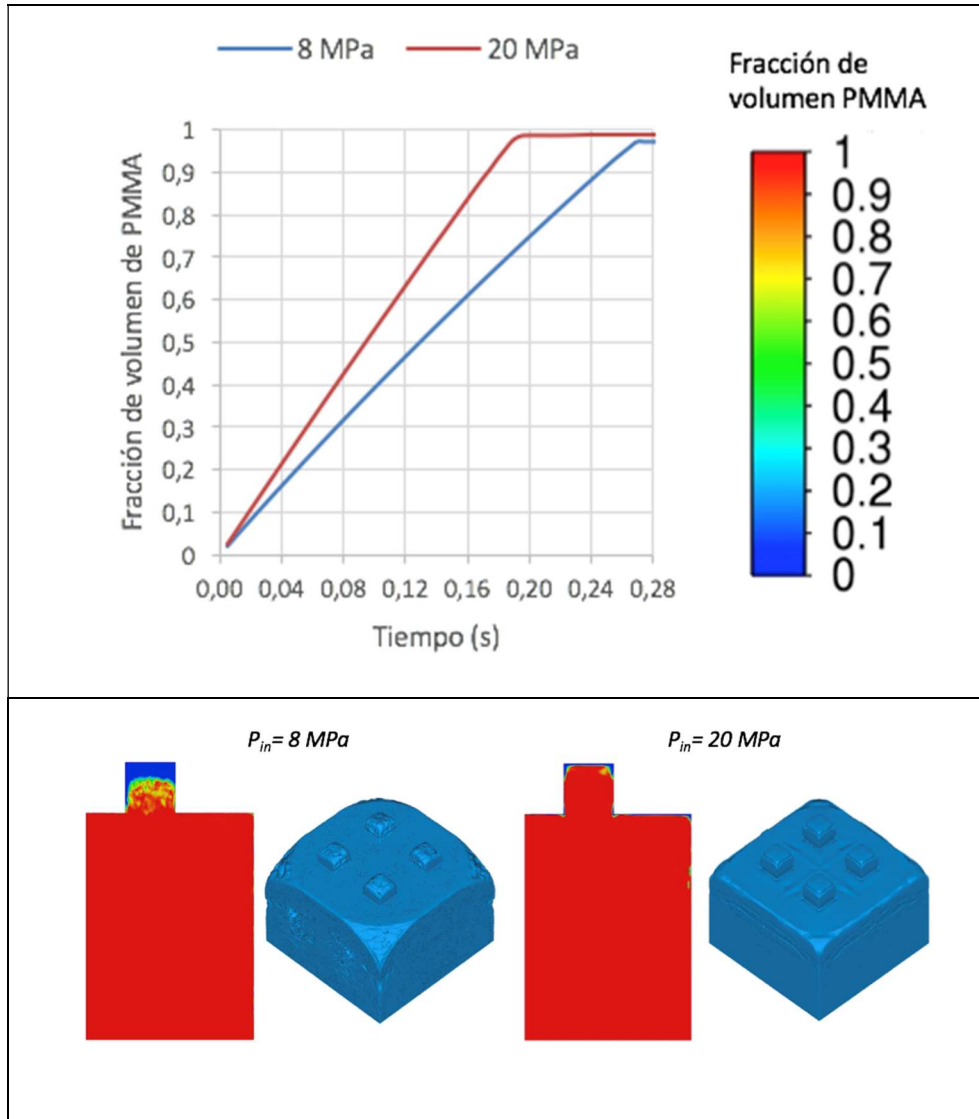 8 MPa
20 MPa
Fracción de
volumen PMMA
Fracción de volumen de PMMA
1
0,9
0,8
0,7
0,6
0,5
0,4
0,3
0,2
0,1
0
0,00 0,04 0,08 0,12 0,16 0,20 0,24 0,28
Tiempo (s)
1
0.9
0.8
0.7
0.6
0.5
0.4
0.3
0.2
0.1
0
P_in= 8 MPa
P_in= 20 MPa